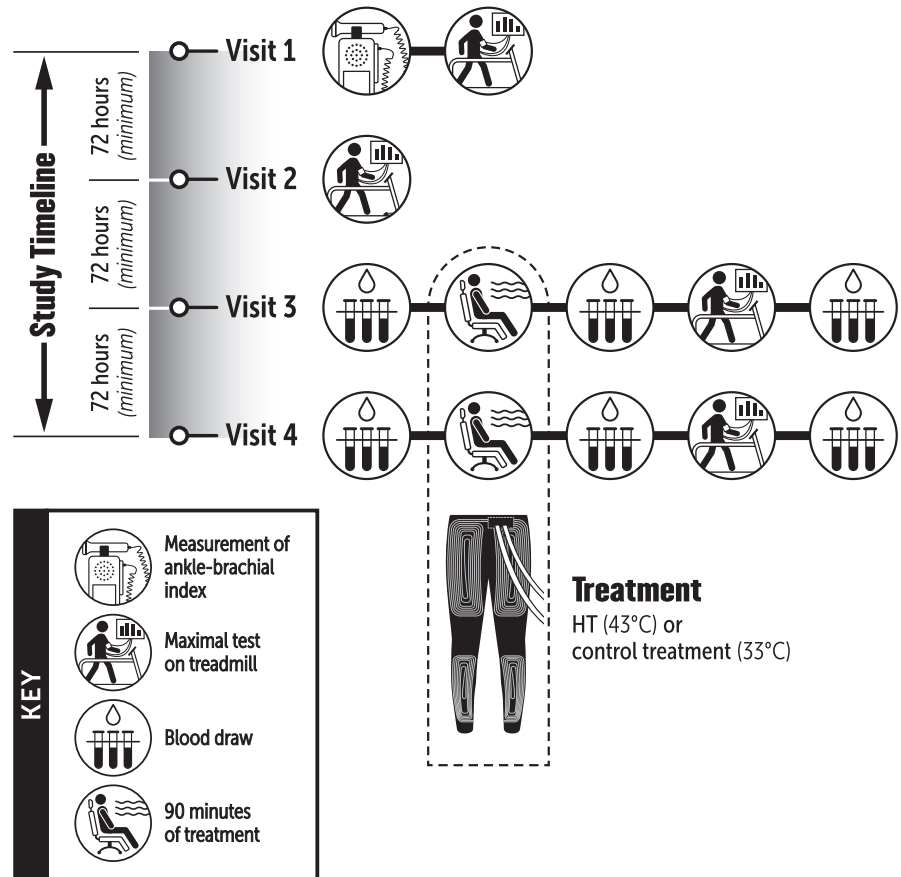 Study Timeline
72 hours
(minimum)
72 hours
(minimum)
72 hours
(minimum)
Visit 1
Visit 2
Visit 3
Visit 4
Treatment
HT (43°C) or
control treatment (33°C)
KEY
Measurement of
ankle-brachial
index
Maximal test
on treadmill
Blood draw
90 minutes
of treatment